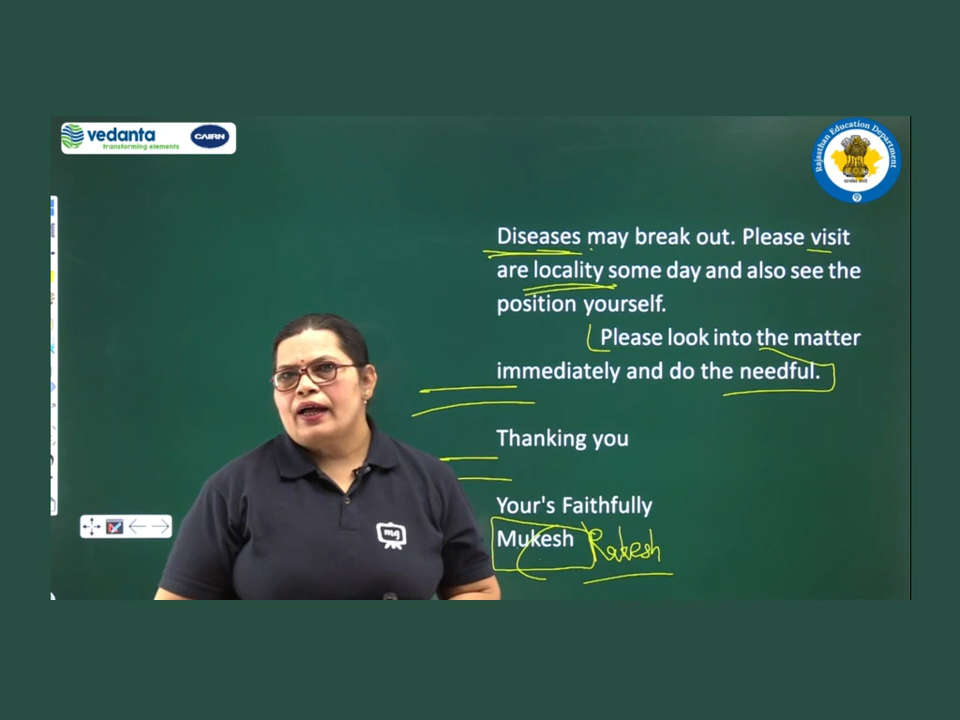 vedanta
transforming elements
CAIRN
Rajasthan Education Department
Diseases may break out. Please visit
are locality some day and also see the
position yourself.
Please look into the matter
immediately and do the needful.
Thanking you
Your's Faithfully
Mukesh Rakesh
mg